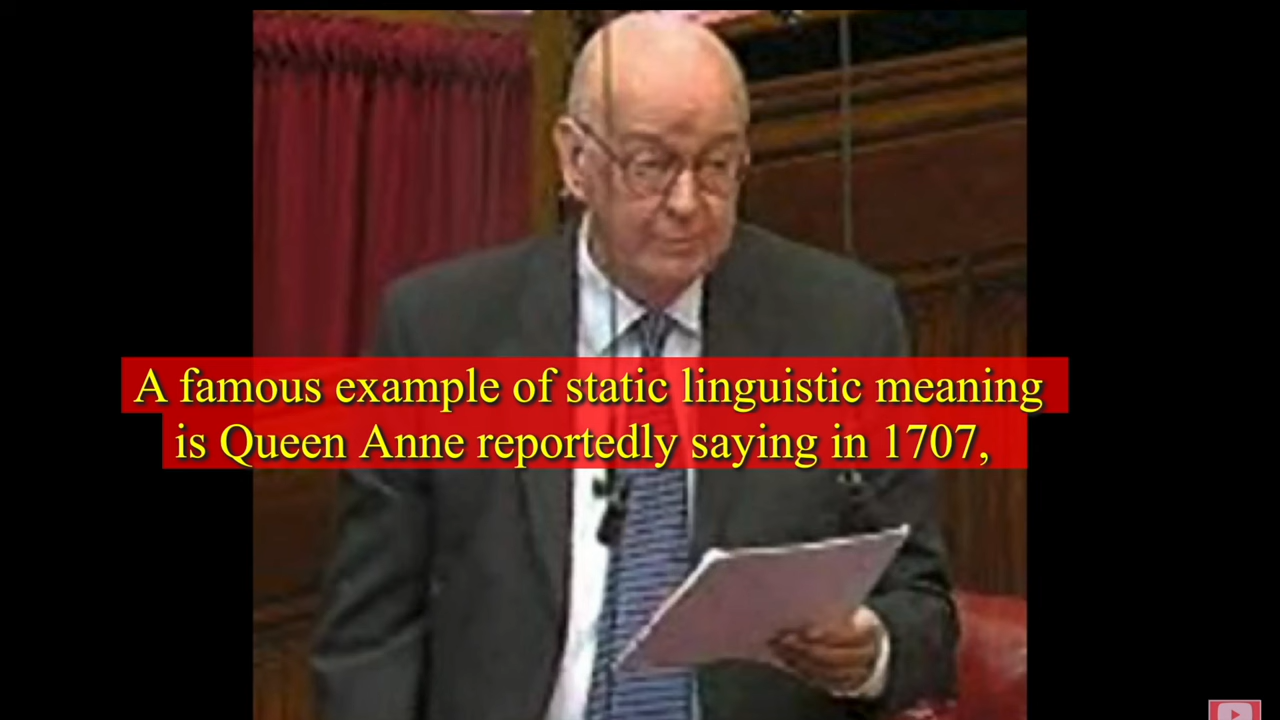 A famous example of static linguistic meaning
is Queen Anne reportedly saying in 1707,